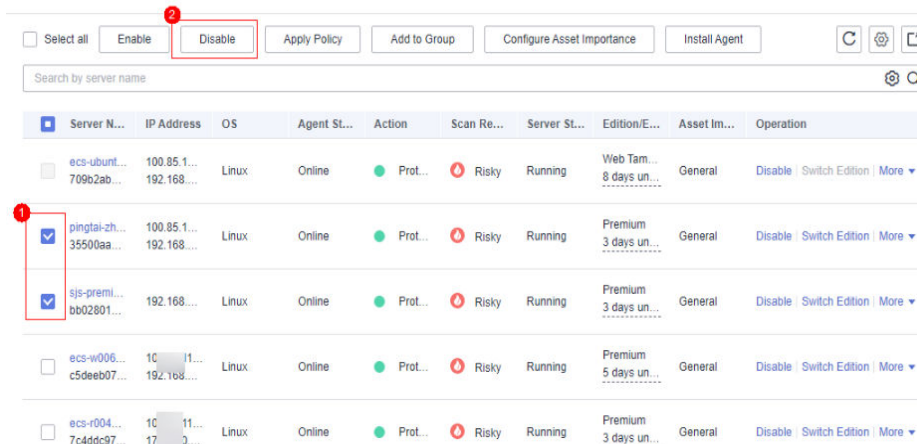 2
Select all Enable Disable Apply Policy Add to Group Configure Asset Importance Install Agent
Search by server name
Server N... IP Address OS Agent St... Action Scan Re... Server St... Edition/E... Asset Im... Operation
ecs-ubunt... 100.85.1... Linux Online Prot... Risky Running Web Tam... General Disable Switch Edition More
709b2ab... 192.168.... 8 days un...
1
pingtai-zh... 100.85.1... Linux Online Prot... Risky Running Premium General Disable Switch Edition More
35500aa... 192.168.... 3 days un...
sjs-premi... 192.168.... Linux Online Prot... Risky Running Premium General Disable Switch Edition More
bb02801... 3 days un...
ecs-w006... Linux Online Prot... Risky Running Premium General Disable Switch Edition More
c5deeb07... 192.168.... 5 days un...
ecs-r004... Linux Online Prot... Risky Running Premium General Disable Switch Edition More
7c4ddc97... 3 days un...